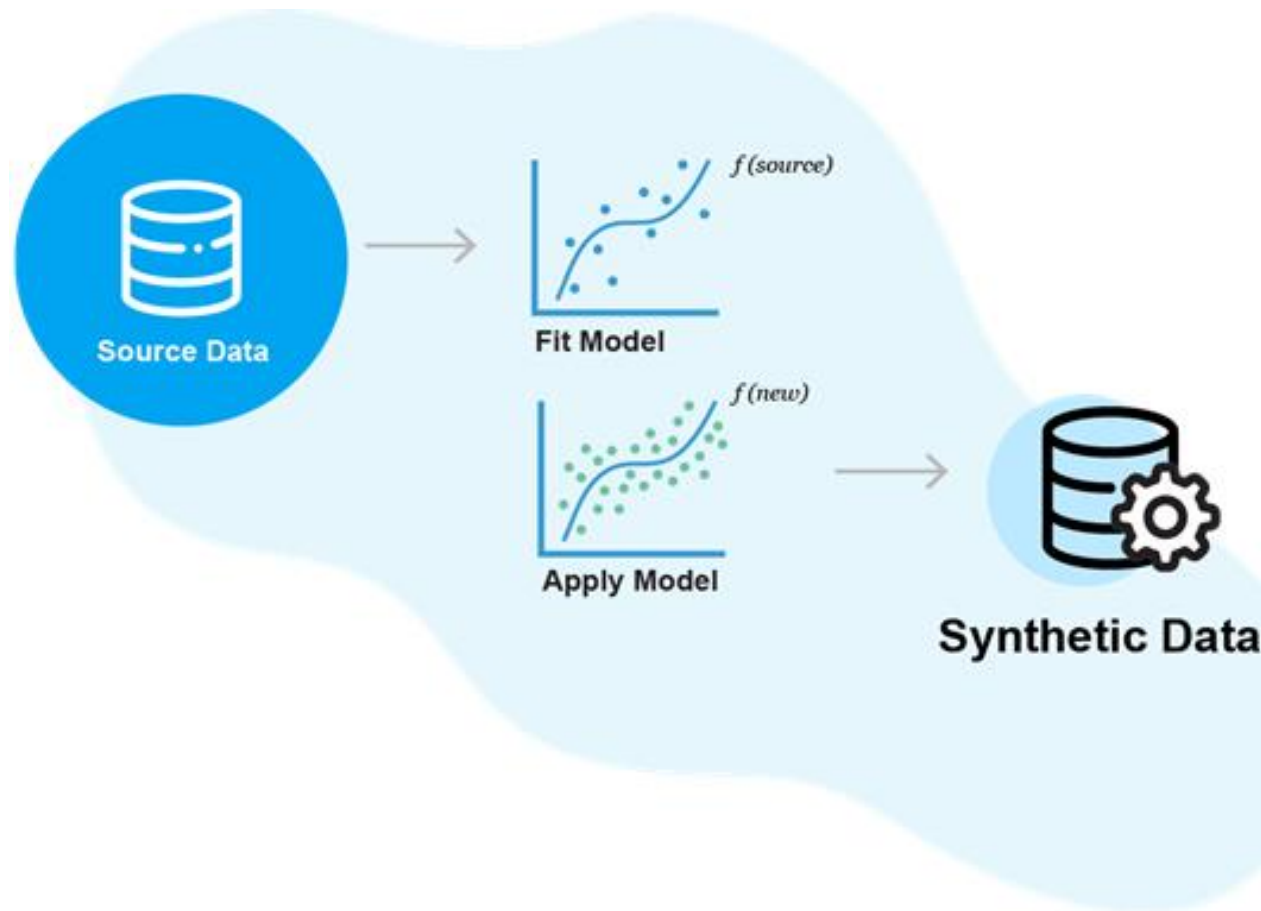 Source Data
f(source)
Fit Model
f(new)
Apply Model
Synthetic Data